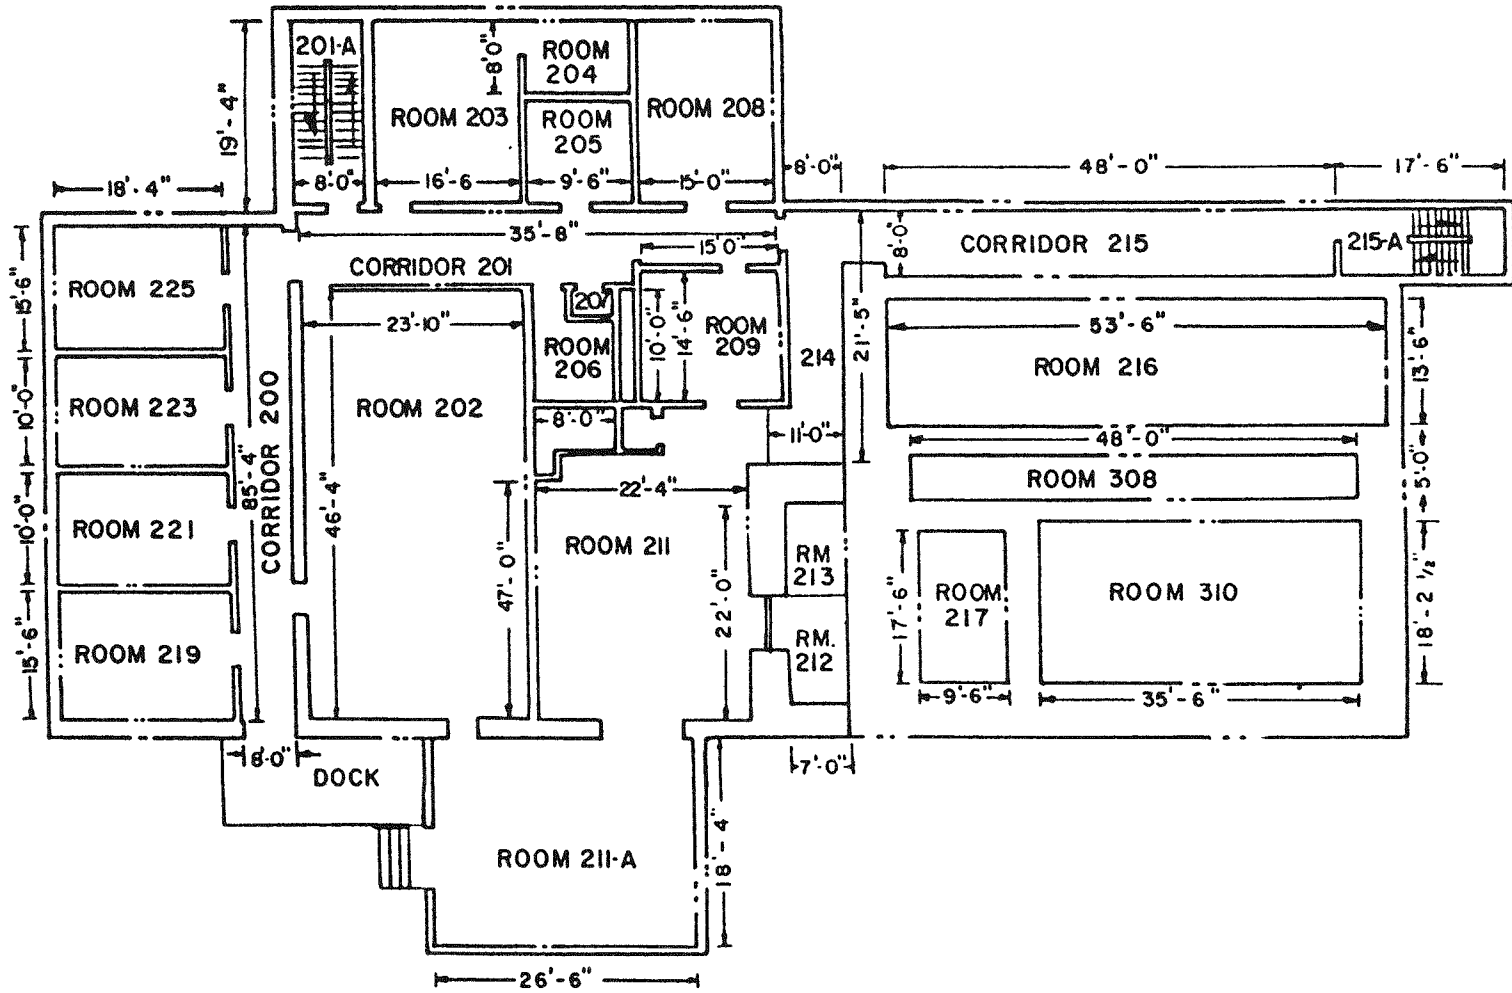 201-A
8'0"
ROOM
204
19'-4"
ROOM 203
ROOM
205
ROOM 208
8'-0"
48'-0"
17'-6"
18'-4"
8'-0"
16'-6
9'-6"
15'-0"
35'-8"
15'0"
8'-0"
CORRIDOR 215
215-A
CORRIDOR 201
15'-6"
ROOM 225
207
23'-10"
10'-0"
14'-6"
ROOM
209
21'-5"
53'-6"
ROOM
206
214
ROOM 216
13'-6"
10'-0"
ROOM 223
CORRIDOR 200
ROOM 202
8'-0"
11'-0"
48'-0"
85'-4"
22'-4"
ROOM 308
5'-0"
10'-0"
ROOM 221
46'-4"
ROOM 211
RM
213
47'-0"
22'-0"
17'-6"
ROOM
217
ROOM 310
18'-2 1/2"
15'-6"
ROOM 219
RM.
212
9'-6"
35'-6"
8'-0"
DOCK
7'-0"
ROOM 211-A
18'-4"
26'-6"